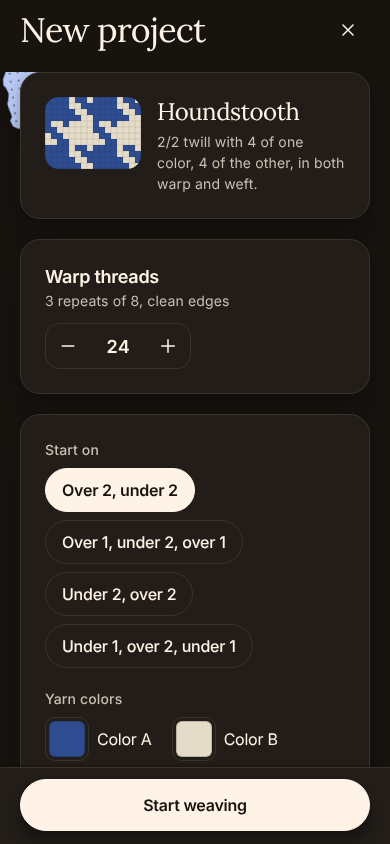 New project
Houndstooth
2/2 twill with 4 of one
color, 4 of the other, in both
warp and weft.
Warp threads
3 repeats of 8, clean edges
24
Start on
Over 2, under 2
Over 1, under 2, over 1
Under 2, over 2
Under 1, over 2, under 1
Yarn colors
Color A Color B
Start weaving